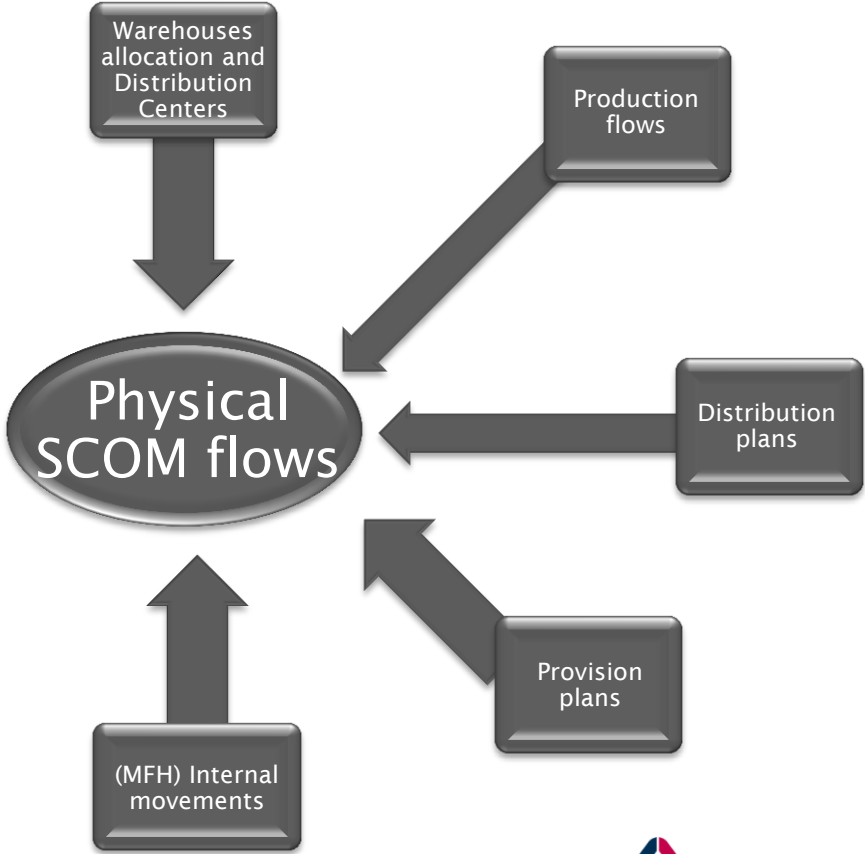 Warehouses
allocation and
Distribution
Centers
Production
flows
Physical
SCOM flows
Distribution
plans
Provision
plans
(MFH) Internal
movements